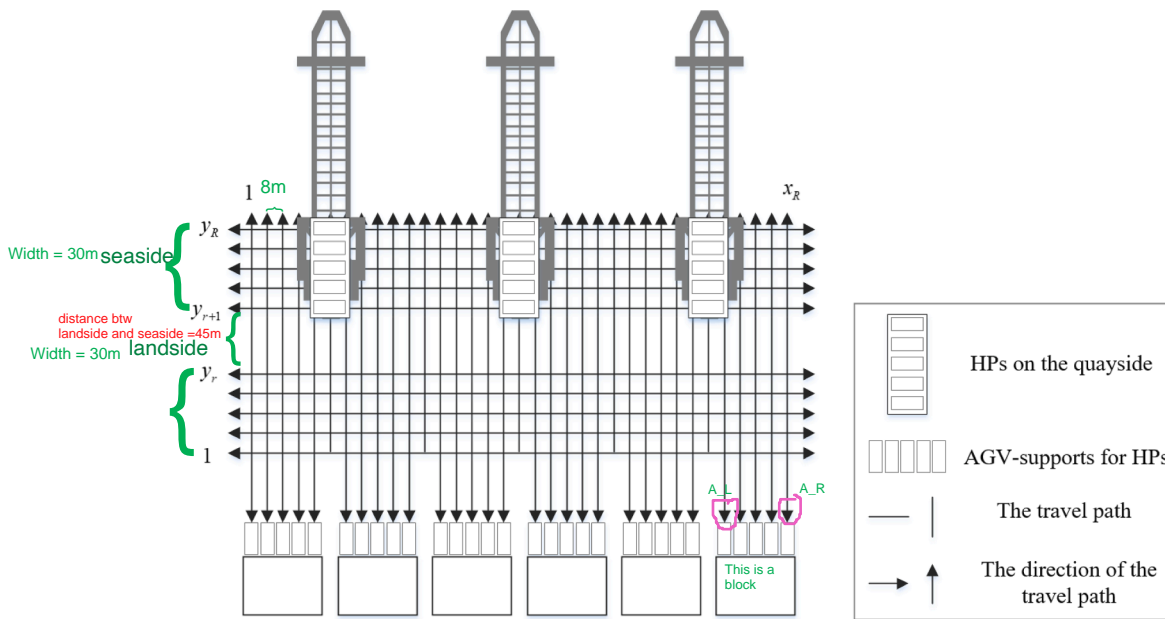 1
8m
x_R
y_R
Width = 30m seaside
y_{r+1}
distance btw
landside and seaside =45m
Width = 30m landside
y_r
1
A_L
A_R
This is a
block
HPs on the quayside
AGV-supports for HPs
The travel path
The direction of the
travel path